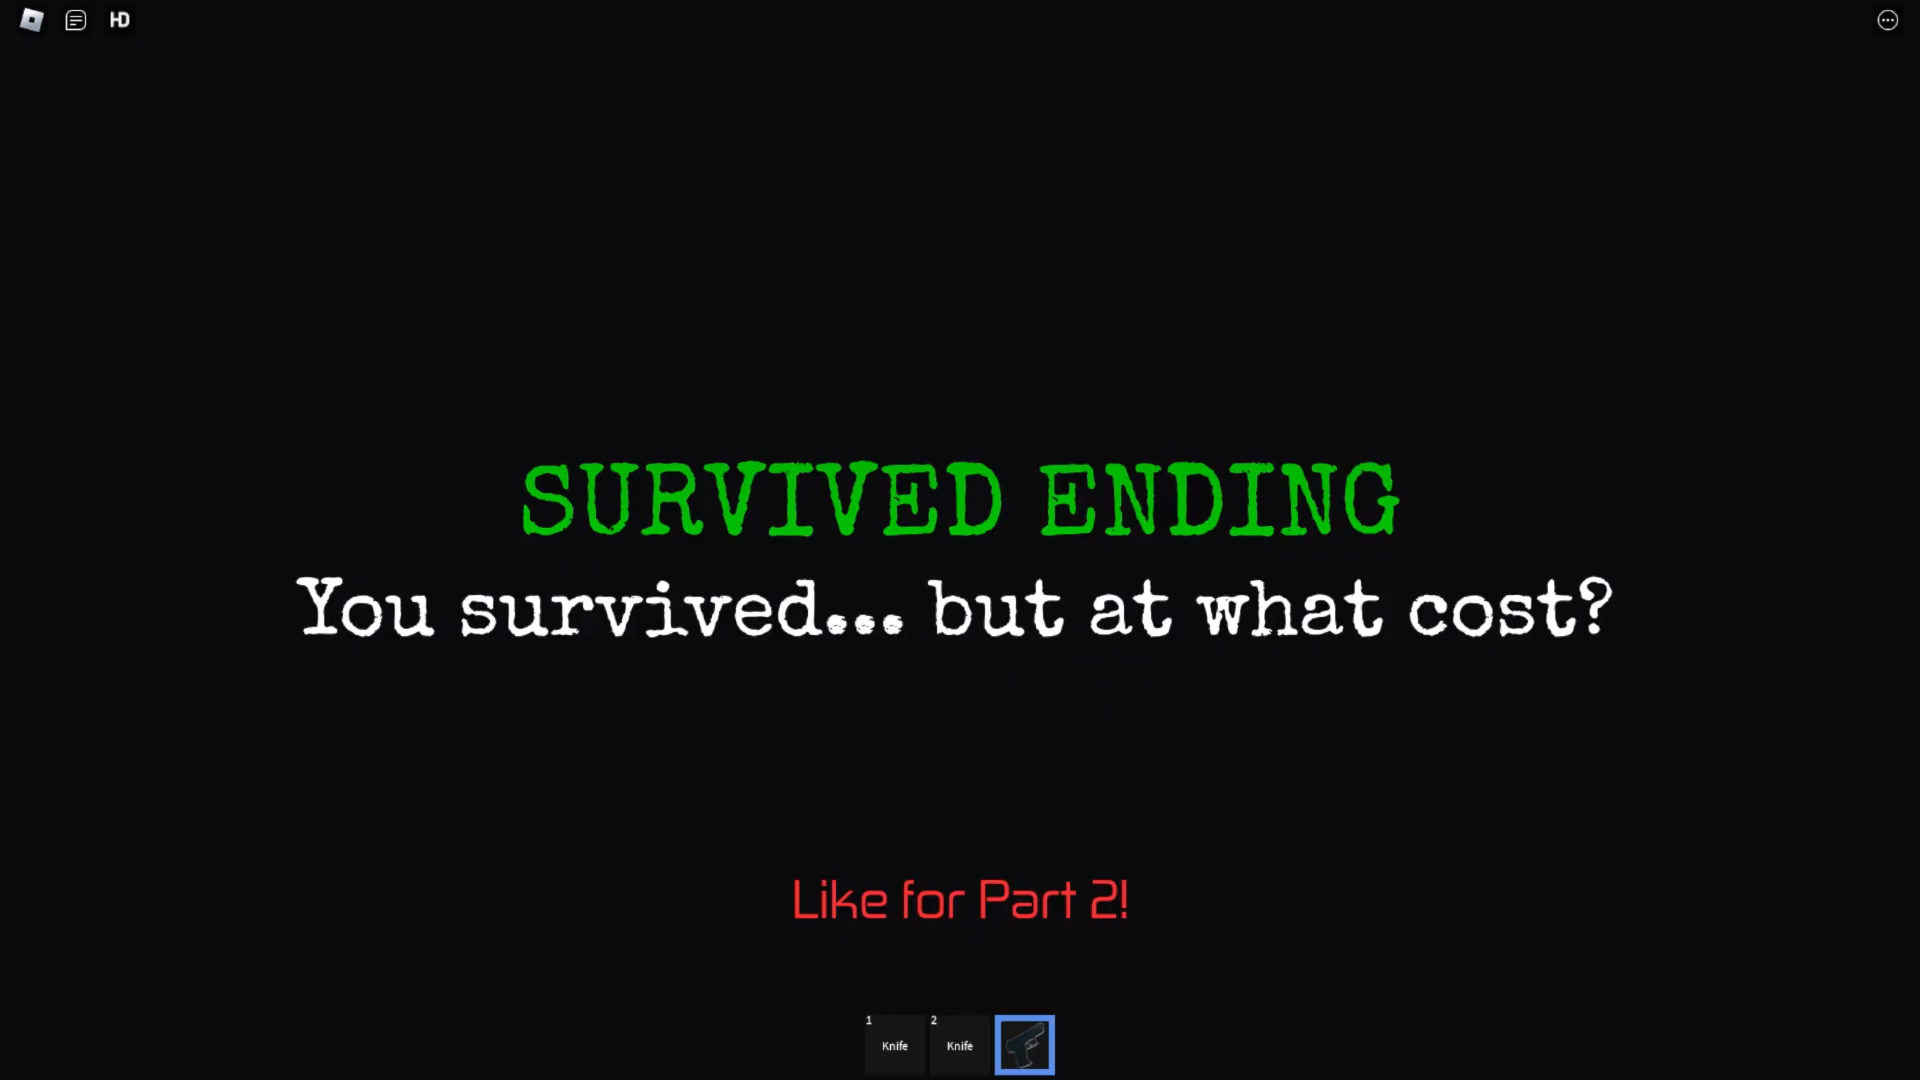 HD
SURVIVED ENDING
You survived... but at what cost?
Like for Part 2!
1
Knife
2
Knife